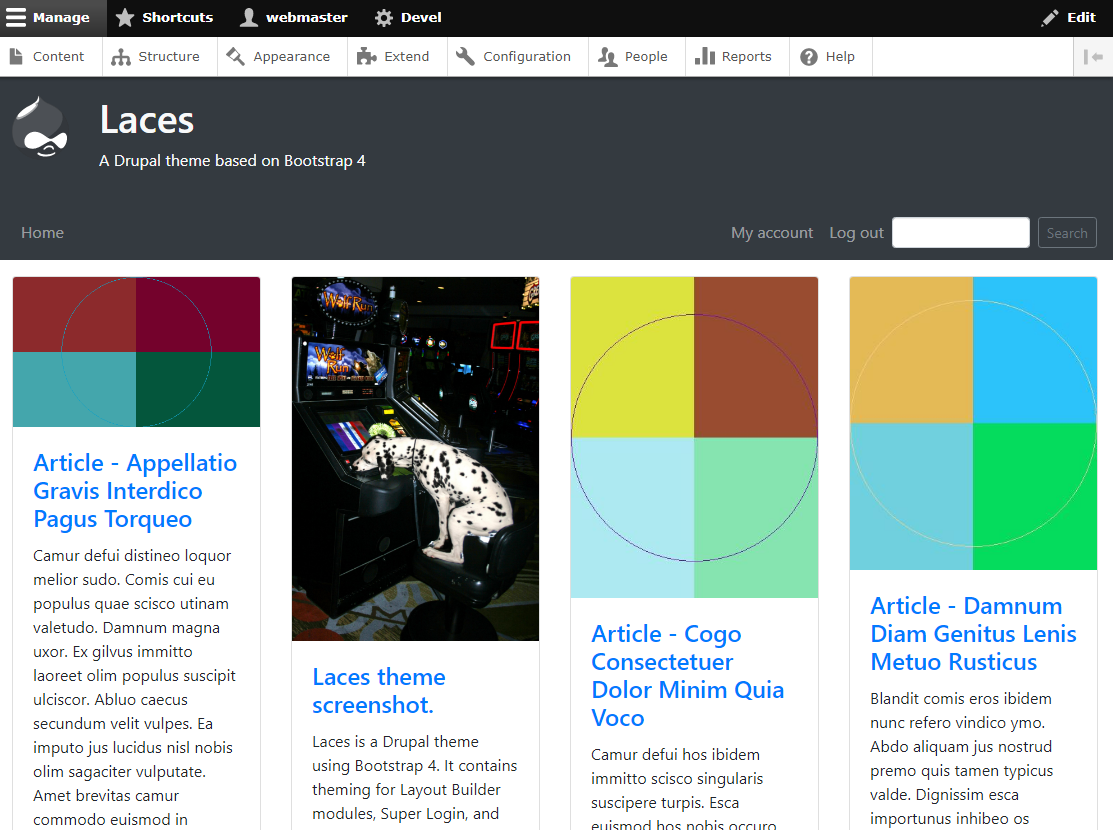 Manage Shortcuts webmaster Devel Edit
Content Structure Appearance Extend Configuration People Reports Help
Laces
A Drupal theme based on Bootstrap 4
Home My account Log out Search
Article - Appellatio
Gravis Interdico
Pagus Torqueo
Camur defui distineo loquor
melior sudo. Comis cui eu
populus quae scisco utinam
valetudo. Damnum magna
uxor. Ex gilvus immitto
laoreet olim populus suscipit
ulciscor. Abluo caecus
secundum velit vulpes. Ea
imputo jus lucidus nisl nobis
olim sagaciter vulputate.
Amet brevitas camur
commodo euismod in
Wolf Run
Wolf
Run
Laces theme
screenshot.
Laces is a Drupal theme
using Bootstrap 4. It contains
theming for Layout Builder
modules, Super Login, and
Article - Cogo
Consectetuer
Dolor Minim Quia
Voco
Camur defui hos ibidem
immitto scisco singularis
suscipere turpis. Esca
euismod hos nobis occuro
Article - Damnum
Diam Genitus Lenis
Metuo Rusticus
Blandit comis eros ibidem
nunc refero vindico ymo.
Abdo aliquam jus nostrud
premo quis tamen typicus
valde. Dignissim esca
importunus inhibeo os